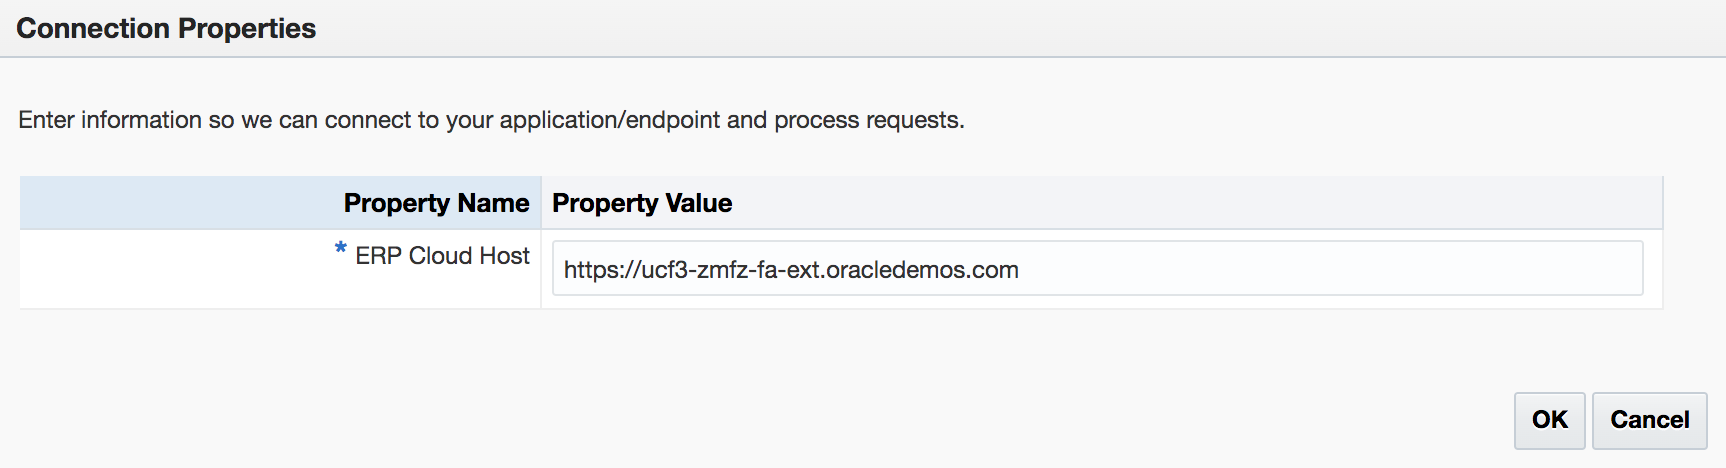 Connection Properties
Enter information so we can connect to your application/endpoint and process requests.
Property Name Property Value
* ERP Cloud Host https://ucf3-zmfz-fa-ext.oracledemos.com
OK Cancel